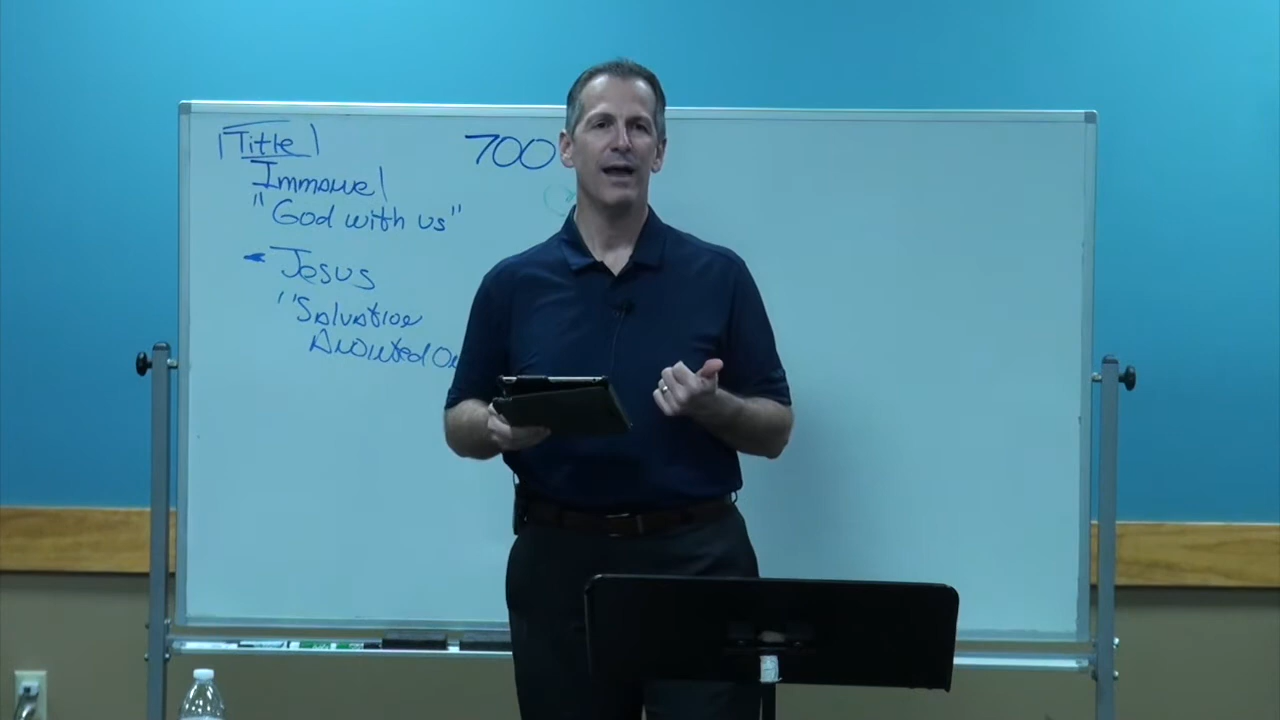 |Title|
700
Immanuel
"God with us"
Jesus
"Salvation
Anointed On